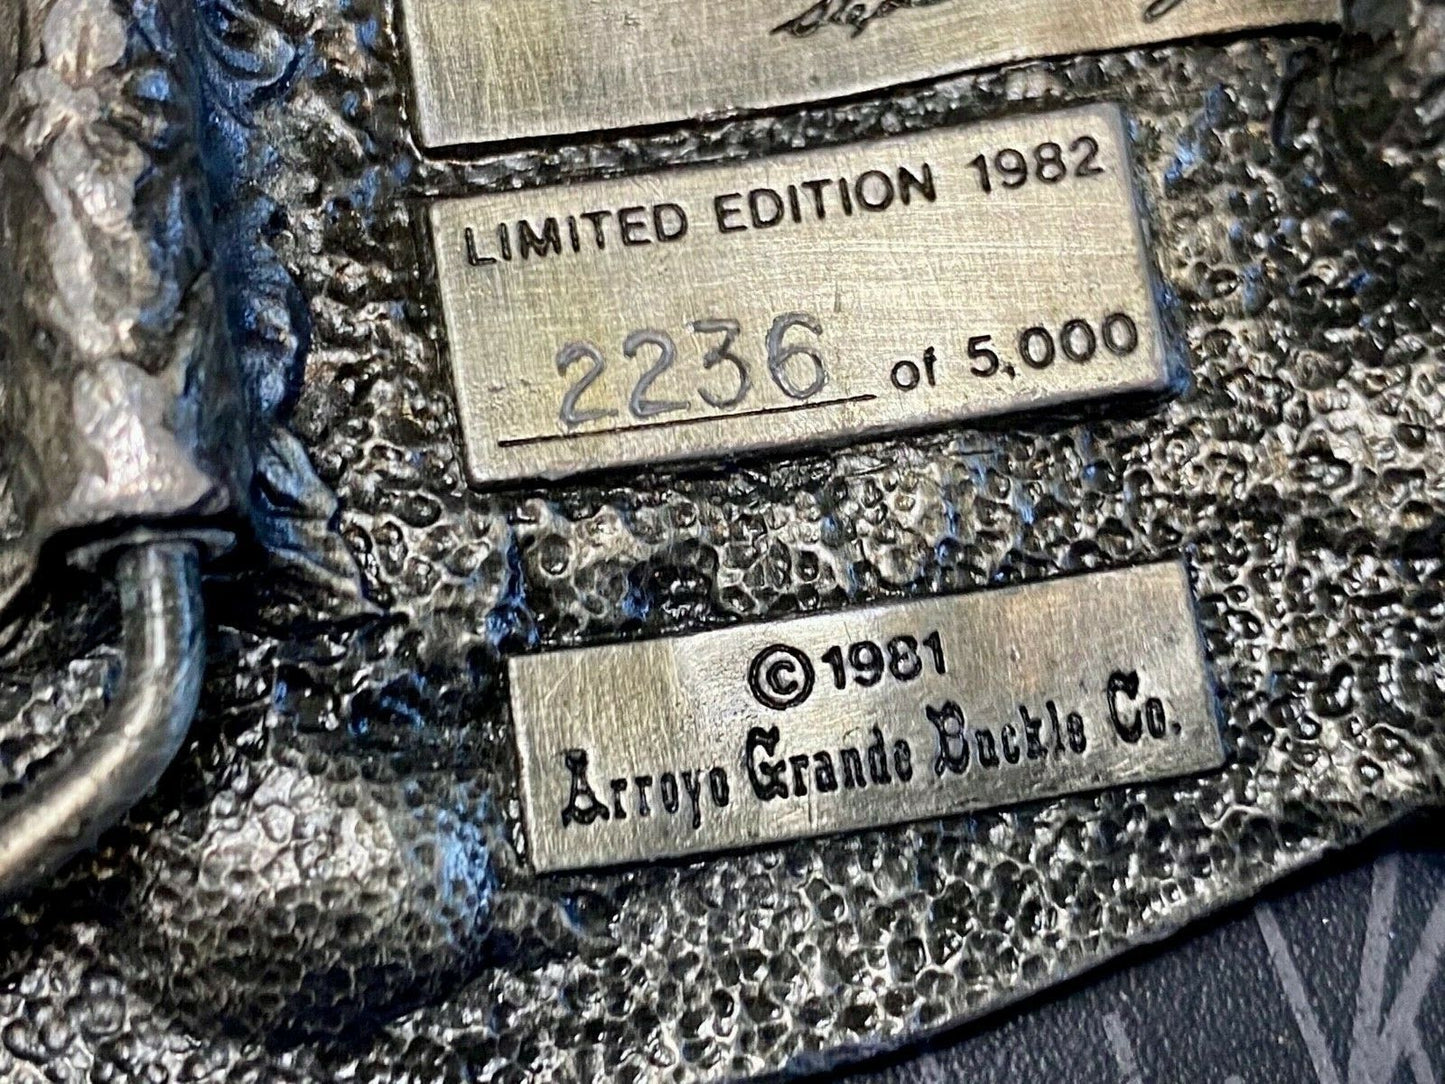 LIMITED EDITION 1982
2236 of 5,000
©1981
Arroyo Grande Buckle Co.